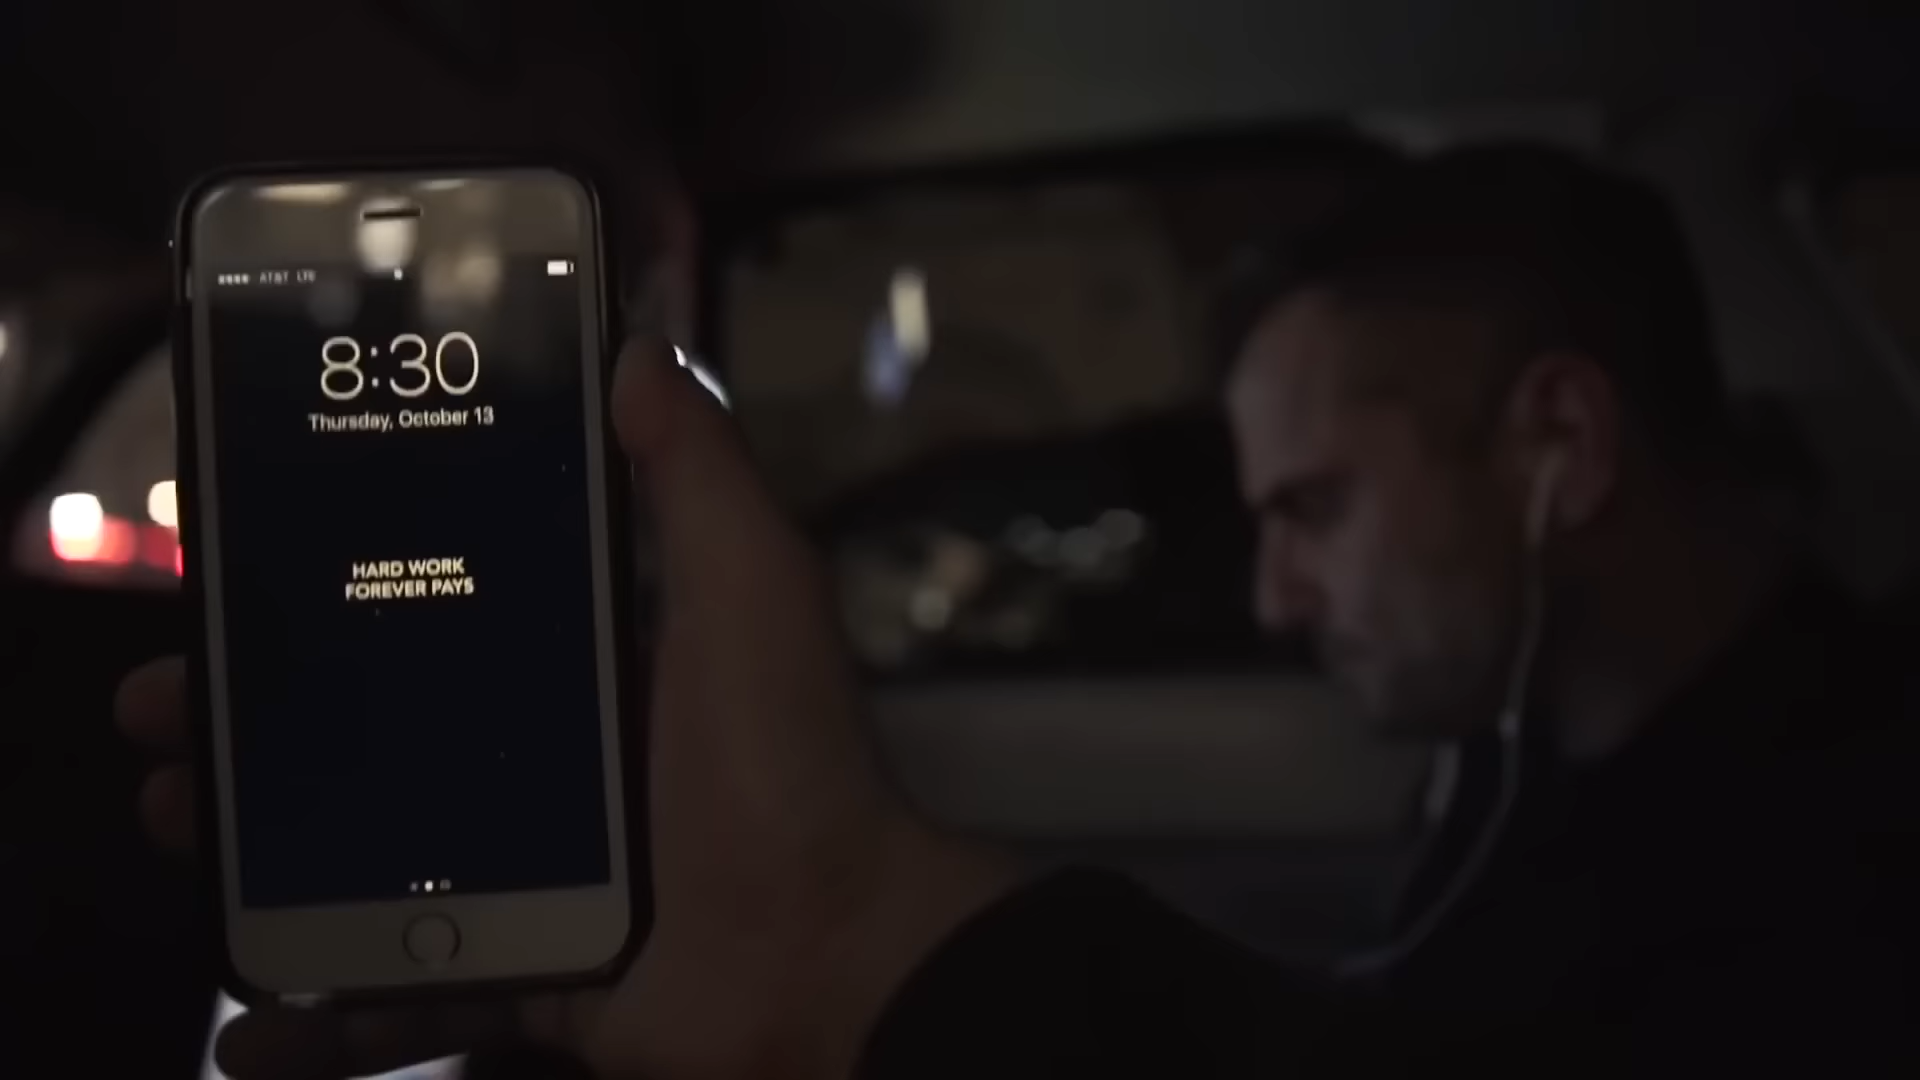 AT&T LTE
8:30
Thursday, October 13
HARD WORK
FOREVER PAYS